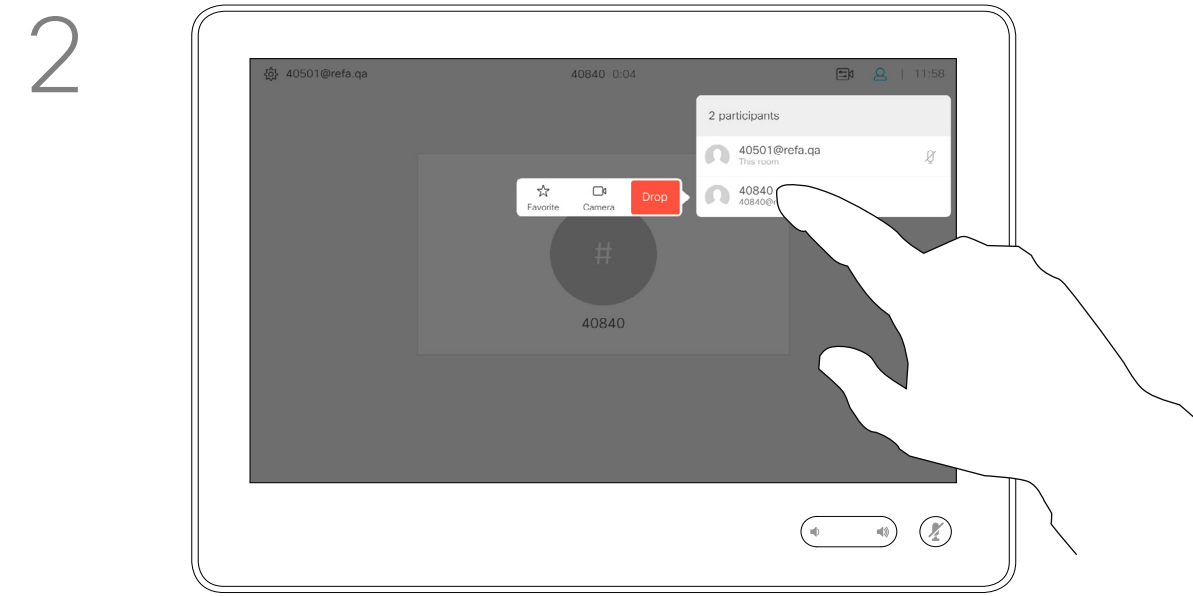 2
40501@refa.qa
40840 0:04
| 11:58
2 participants
40501@refa.qa
This room
Favorite
Camera
Drop
40840
#
40840